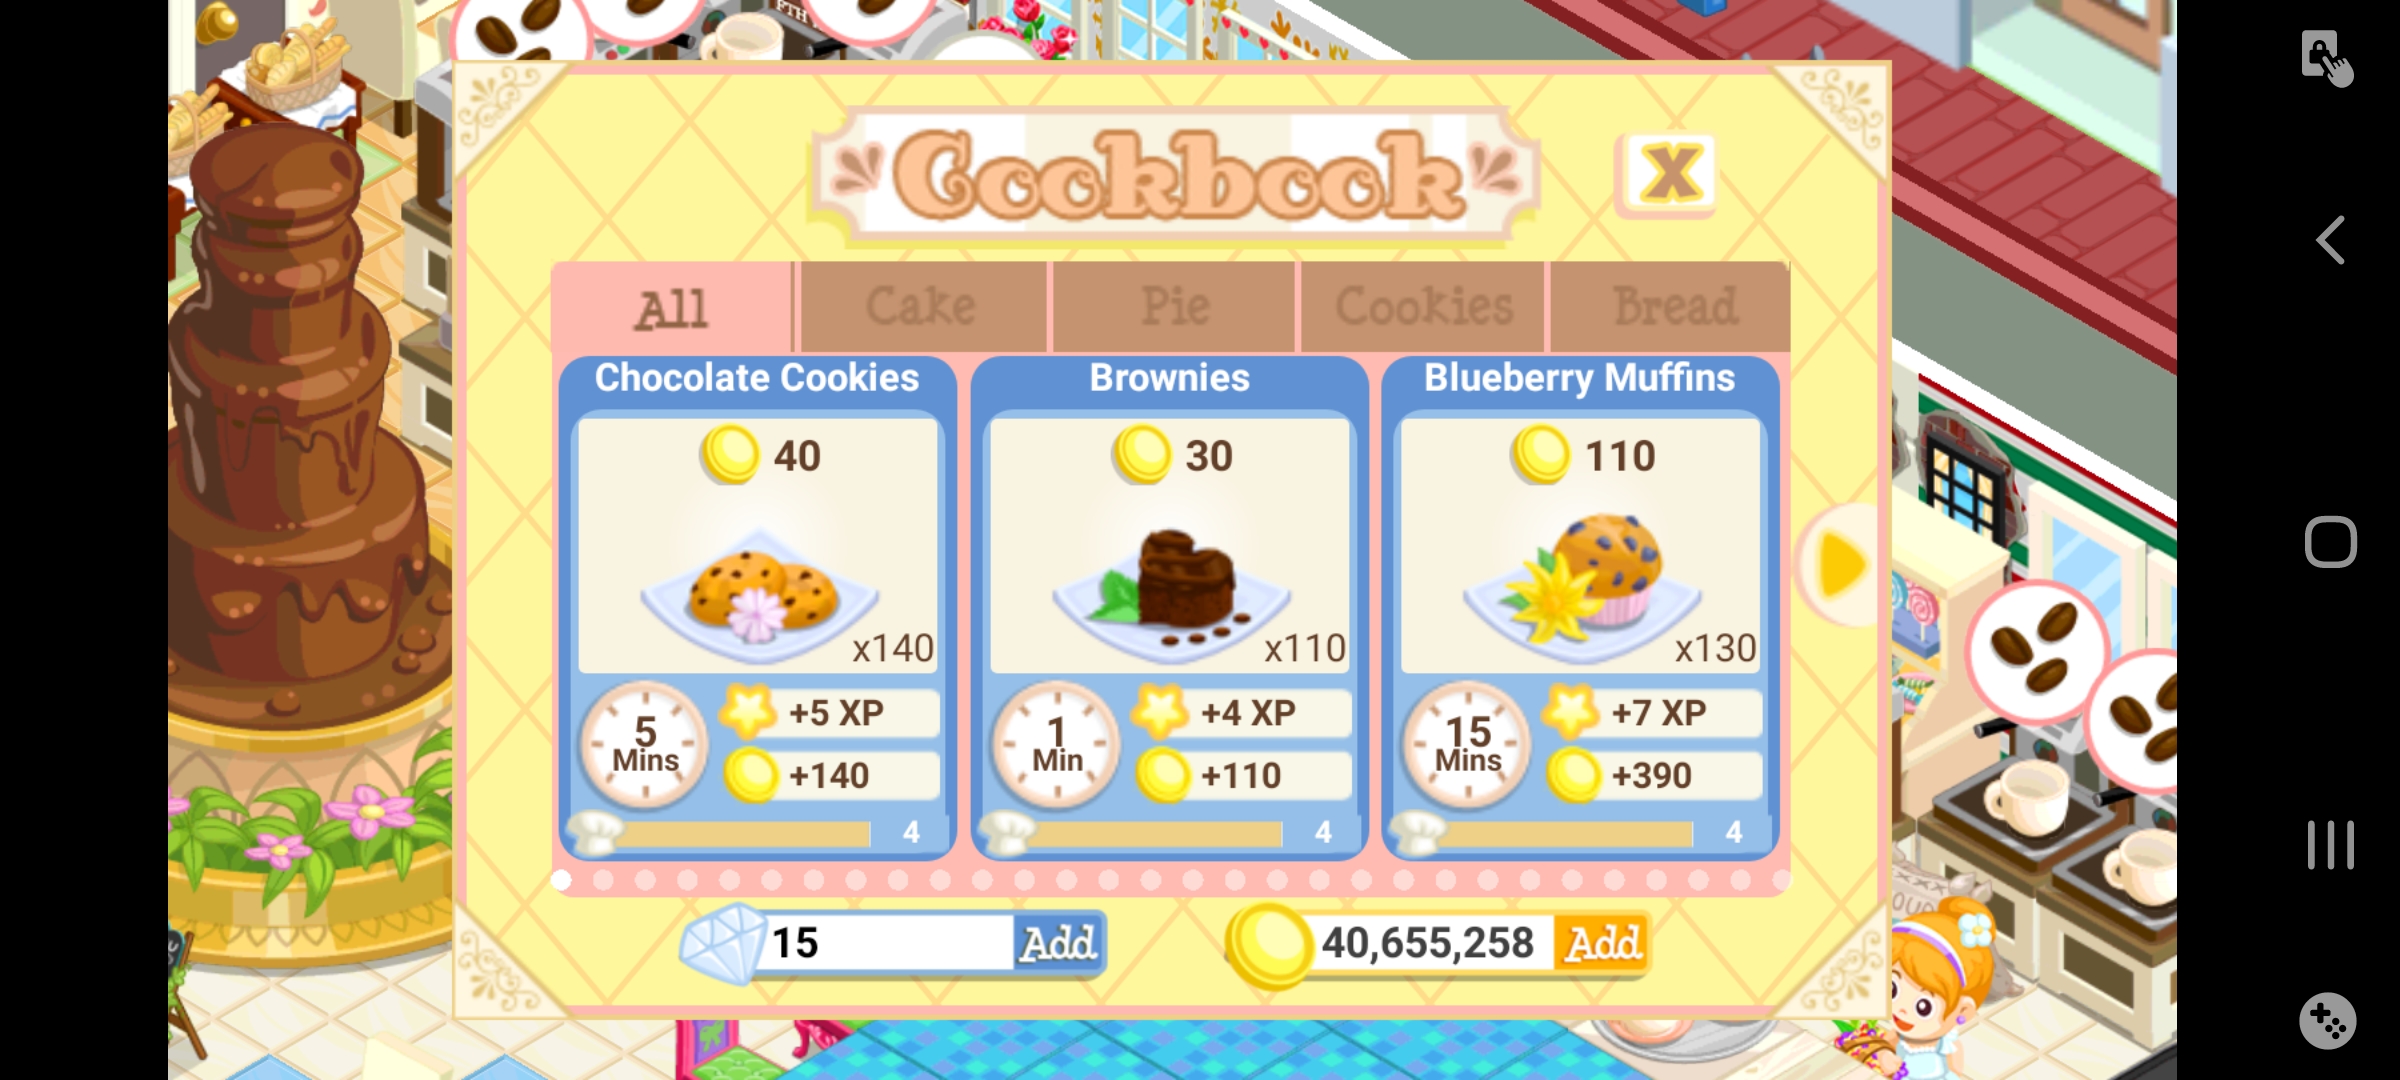 Cookbook
X
All
Cake
Pie
Cookies
Bread
Chocolate Cookies
40
x140
5
Mins
+5 XP
+140
4
Brownies
30
x110
1
Min
+4 XP
+110
4
Blueberry Muffins
110
x130
15
Mins
+7 XP
+390
4
15
Add
40,655,258
Add